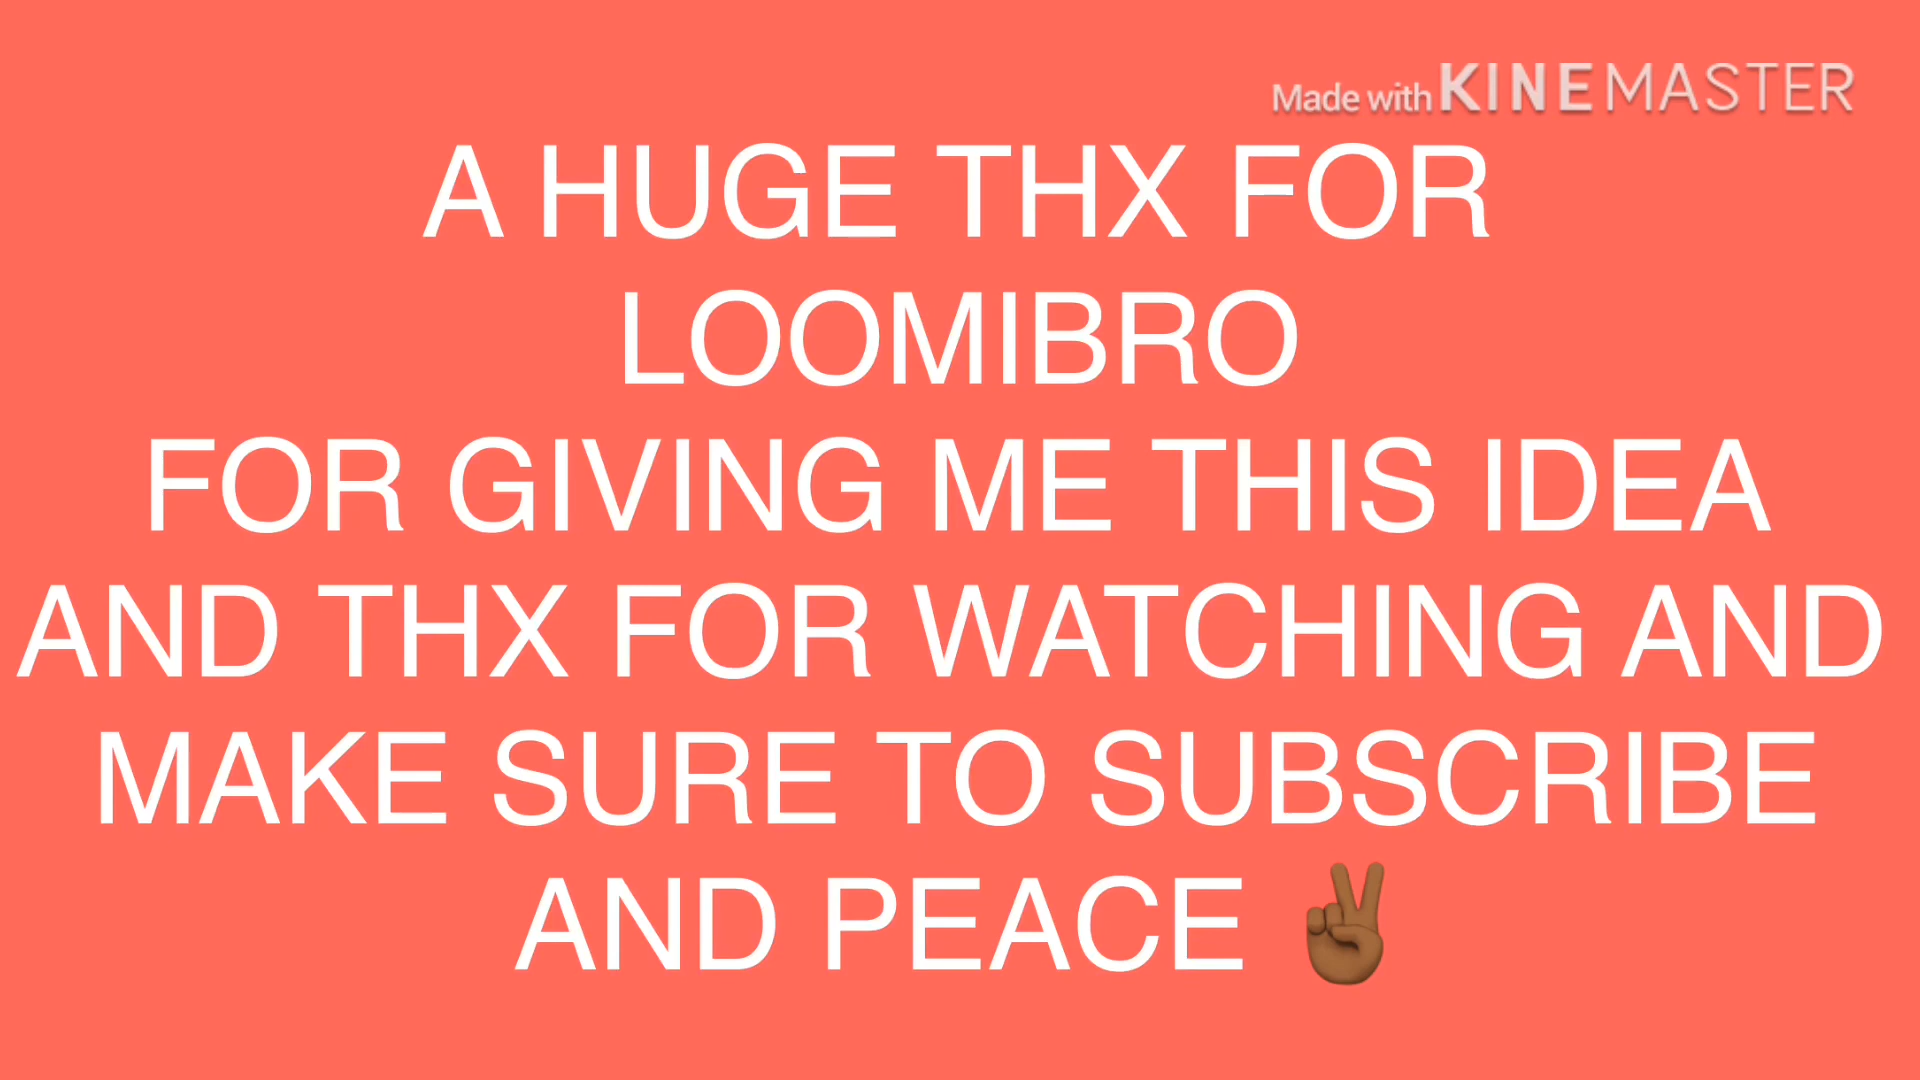 Made with KINEMASTER
A HUGE THX FOR
LOOMIBRO
FOR GIVING ME THIS IDEA
AND THX FOR WATCHING AND
MAKE SURE TO SUBSCRIBE
AND PEACE ✌🏾